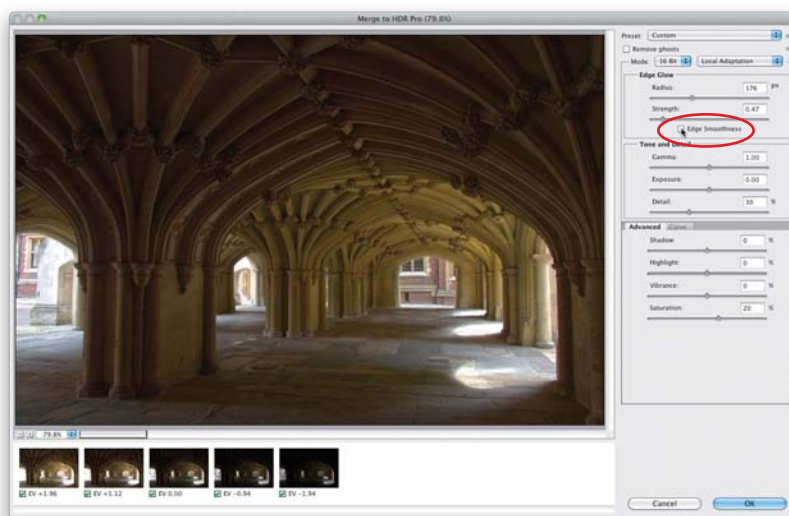 Merge to HDR Pro (79.8%)
Preset: Custom
Remove ghosts
Mode: 16 Bit Local Adaptation
Edge Glow
Radius: 176 px
Strength: 0.47
Edge Smoothness
Tone and Detail
Gamma: 1.00
Exposure: 0.00
Detail: 30 %
Advanced Curve
Shadow: 0 %
Highlight: 0 %
Vibrance: 0 %
Saturation: 20 %
79.8%
EV +1.96 EV +1.12 EV 0.00 EV -0.94 EV -1.94
Cancel OK